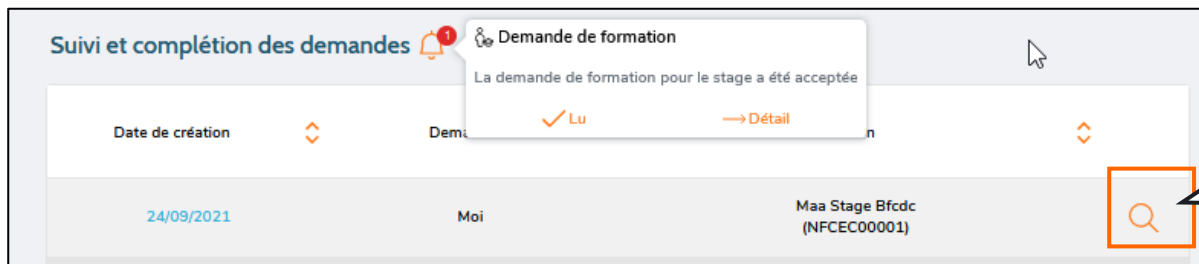 Suivi et complétion des demandes
1
Demande de formation
La demande de formation pour le stage a été acceptée
Lu
Détail
Date de création
24/09/2021
Moi
Maa Stage Bfcdc
(NFCEC00001)